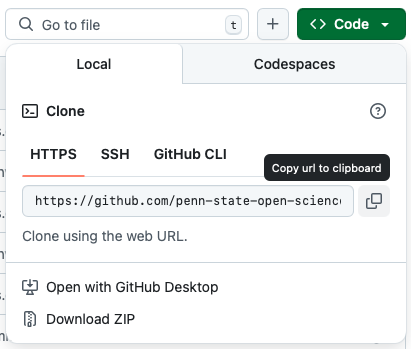 Go to file
t
Code
Local
Codespaces
Clone
HTTPS
SSH
GitHub CLI
Copy url to clipboard
https://github.com/penn-state-open-science
Clone using the web URL.
Open with GitHub Desktop
Download ZIP